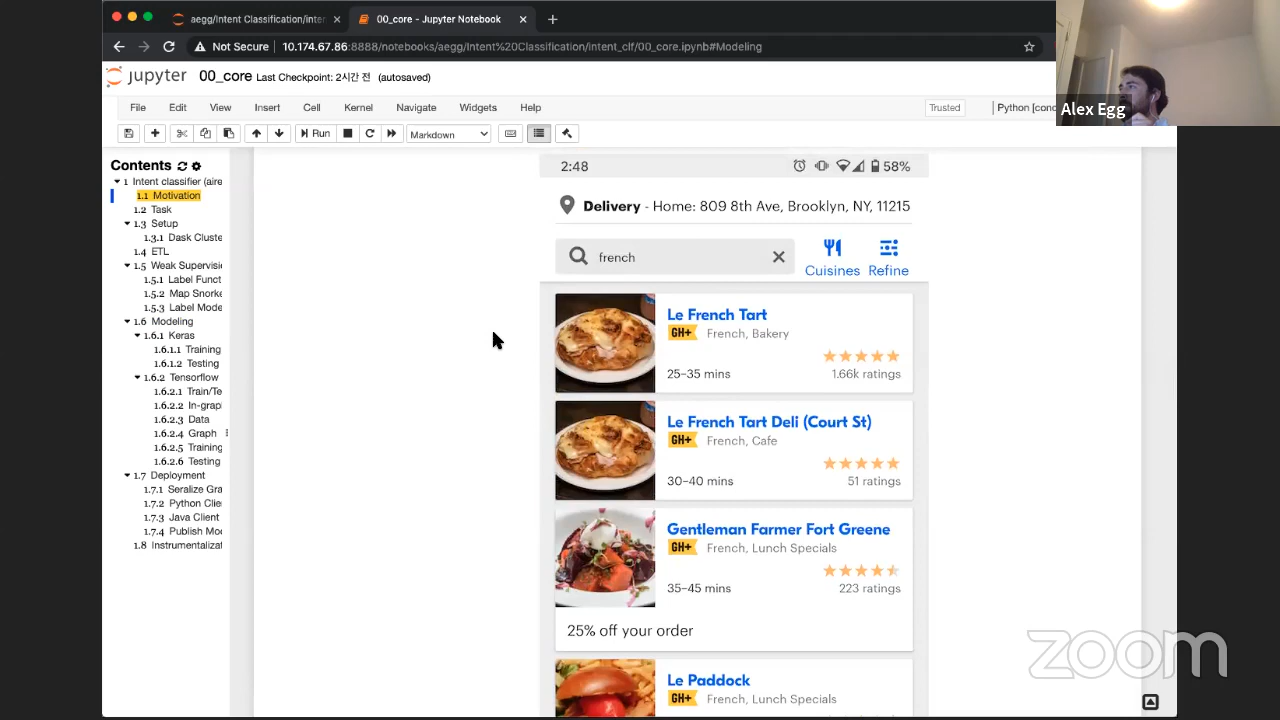 aegg/Intent Classification/inter
00_core - Jupyter Notebook
Not Secure
10.174.67.86:8888/notebooks/aegg/Intent%20Classification/intent_clf/00_core.ipynb#Modeling
Alex Egg
jupyter
00_core Last Checkpoint: 2시간 전 (autosaved)
File Edit View Insert Cell Kernel Navigate Widgets Help
Trusted
Python [con
Run
Markdown
Contents
1 Intent classifier (aire
1.1 Motivation
1.2 Task
1.3 Setup
1.3.1 Dask Cluste
1.4 ETL
1.5 Weak Supervisi
1.5.1 Label Funct
1.5.2 Map Snorke
1.5.3 Label Mode
1.6 Modeling
1.6.1 Keras
1.6.1.1 Training
1.6.1.2 Testing
1.6.2 Tensorflow
1.6.2.1 Train/Te
1.6.2.2 In-grap
1.6.2.3 Data
1.6.2.4 Graph
1.6.2.5 Training
1.6.2.6 Testing
1.7 Deployment
1.7.1 Seralize Gra
1.7.2 Python Clie
1.7.3 Java Client
1.7.4 Publish Mod
1.8 Instrumentalizat
2:48
58%
Delivery - Home: 809 8th Ave, Brooklyn, NY, 11215
french
Cuisines
Refine
Le French Tart
GH+ French, Bakery
25–35 mins
1.66k ratings
Le French Tart Deli (Court St)
GH+ French, Cafe
30–40 mins
51 ratings
Gentleman Farmer Fort Greene
GH+ French, Lunch Specials
35–45 mins
223 ratings
25% off your order
Le Paddock
GH+ French, Lunch Specials
zoom